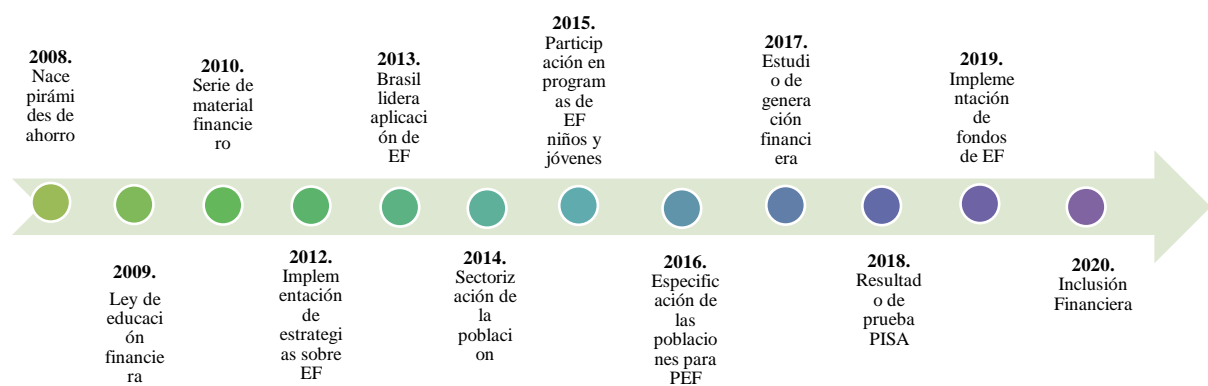 2008.
Nace
pirámi
des de
ahorro
2009.
Ley de
educaci
ón
financie
ra
2010.
Serie de
material
financie
ro
2012.
Implem
entación
de
estrategi
as sobre
EF
2013.
Brasil
lidera
aplicaci
ón de
EF
2014.
Sectoriz
ación de
la
poblaci
on
2015.
Particip
ación en
program
as de
EF
niños y
jóvenes
2016.
Especific
ación de
las
poblacio
nes para
PEF
2017.
Estudi
o de
genera
ción
financi
era
2018.
Resultad
o de
prueba
PISA
2019.
Impleme
ntación
de
fondos
de EF
2020.
Inclusión
Financiera